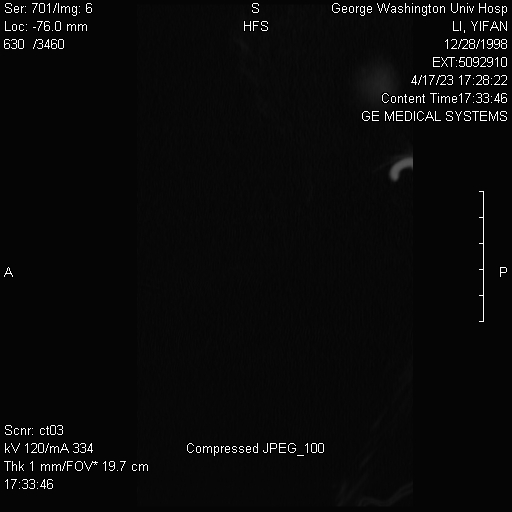 Ser: 701/Img: 6
Loc: -76.0 mm
630 /3460
S
HFS
George Washington Univ Hosp
LI, YIFAN
12/28/1998
EXT:5092910
4/17/23 17:28:22
Content Time17:33:46
GE MEDICAL SYSTEMS
A
P
Scnr: ct03
kV 120/mA 334
Thk 1 mm/FOV* 19.7 cm
17:33:46
Compressed JPEG_100